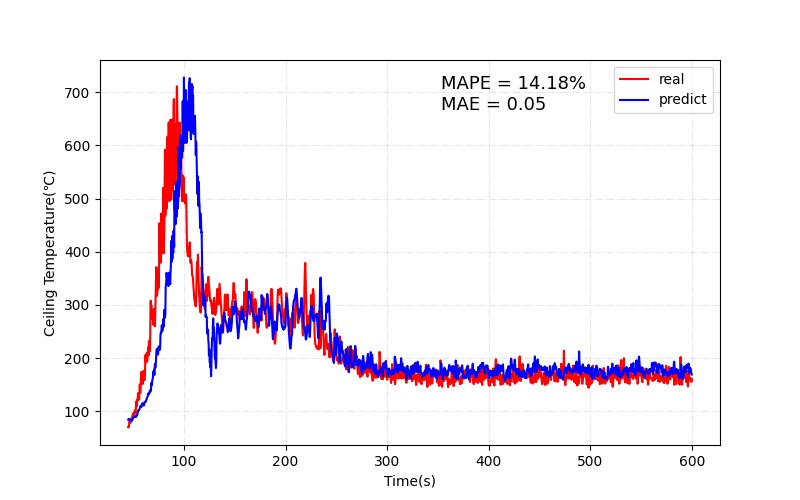 MAPE = 14.18%
MAE = 0.05
real
predict
Ceiling Temperature(℃)
700
600
500
400
300
200
100
100 200 300 400 500 600
Time(s)